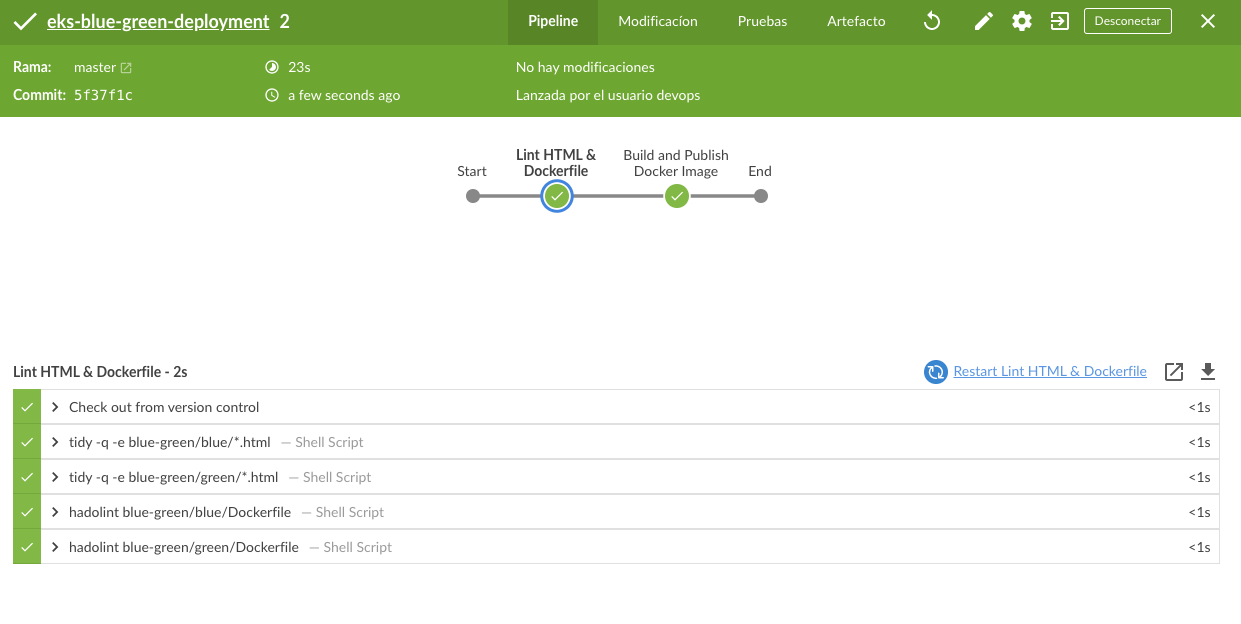 eks-blue-green-deployment 2
Pipeline Modificacíon Pruebas Artefacto Desconectar
Rama: master 23s No hay modificaciones
Commit: 5f37f1c a few seconds ago Lanzada por el usuario devops
Start Lint HTML & Dockerfile Build and Publish Docker Image End
Lint HTML & Dockerfile - 2s Restart Lint HTML & Dockerfile
Check out from version control <1s
tidy -q -e blue-green/blue/*.html — Shell Script <1s
tidy -q -e blue-green/green/*.html — Shell Script <1s
hadolint blue-green/blue/Dockerfile — Shell Script <1s
hadolint blue-green/green/Dockerfile — Shell Script <1s